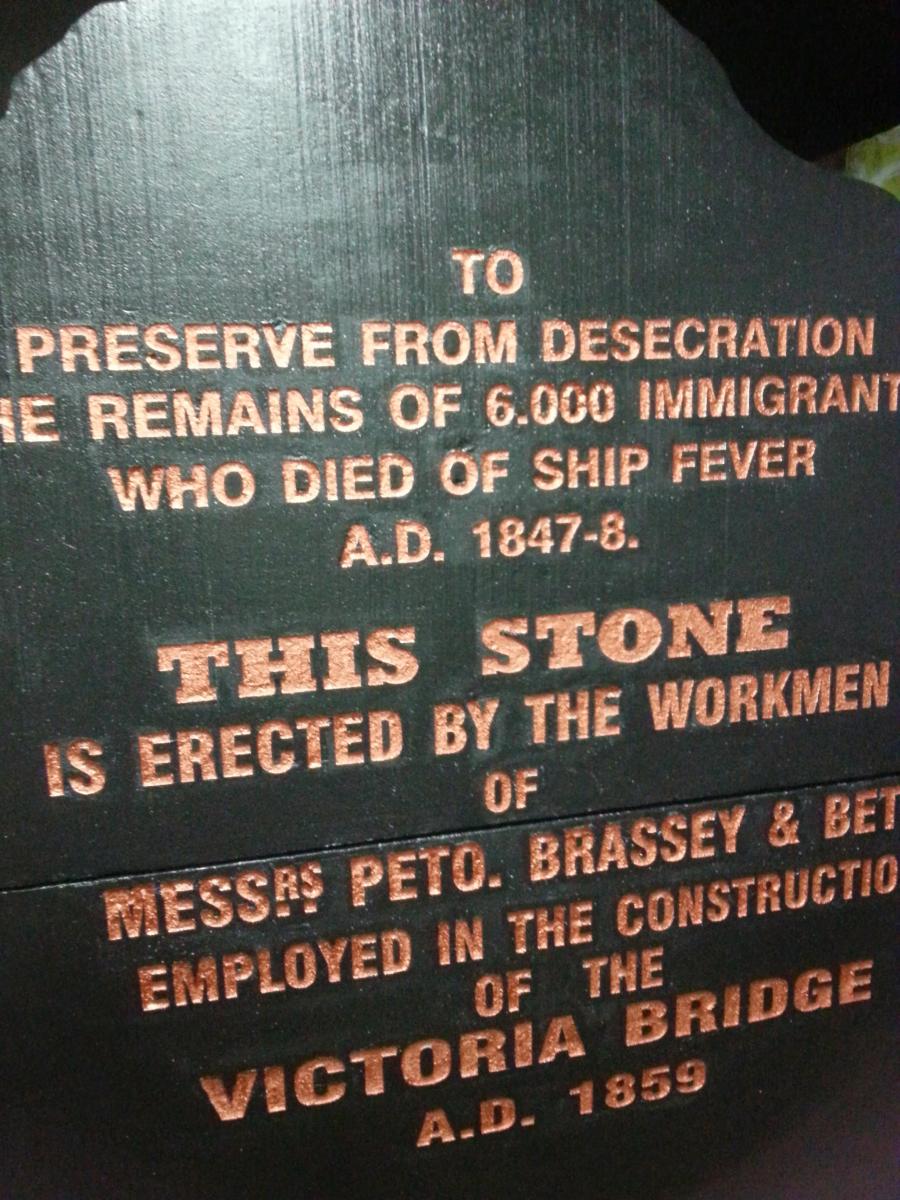 TO
PRESERVE FROM DESECRATION
HE REMAINS OF 6.000 IMMIGRANT
WHO DIED OF SHIP FEVER
A.D. 1847-8.
THIS STONE
IS ERECTED BY THE WORKMEN
OF
MESSRS PETO. BRASSEY & BET
EMPLOYED IN THE CONSTRUCTIO
OF THE
VICTORIA BRIDGE
A.D. 1859